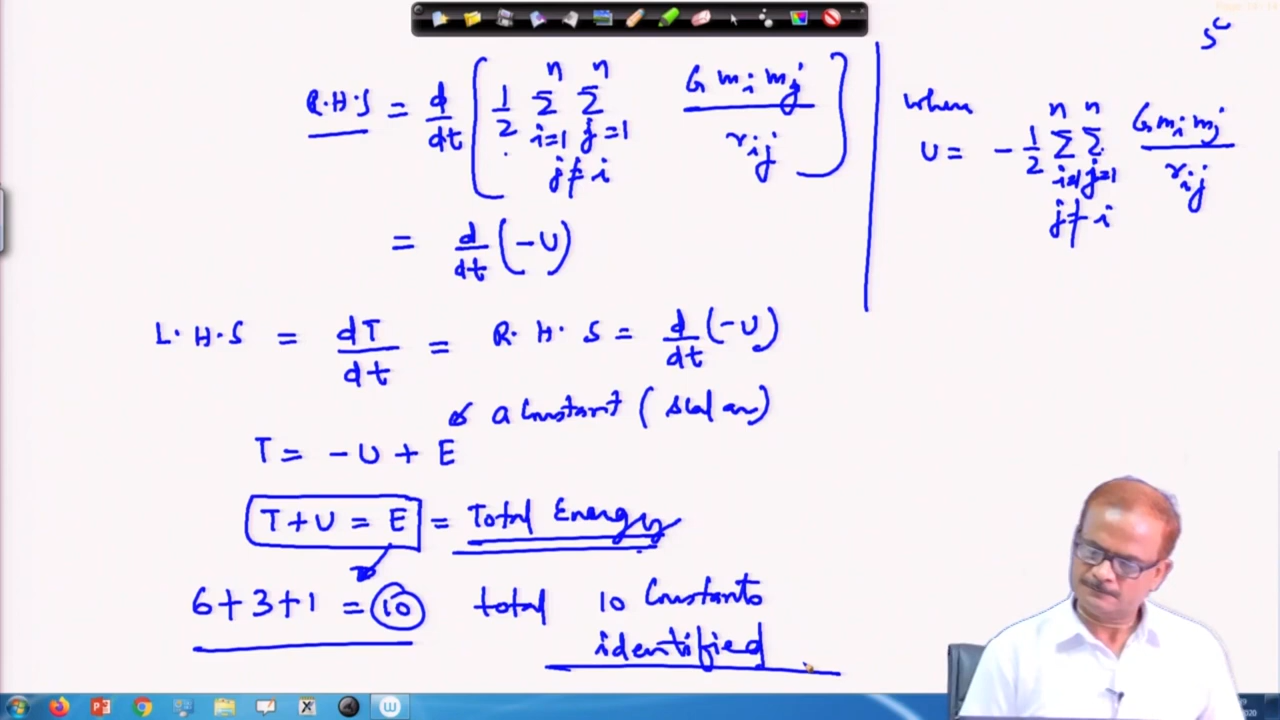 R.H.S = d/dt [ 1/2 Σ_{i=1}^{n} Σ_{j=1, j≠i}^{n} G m_i m_j / r_ij ]
= d/dt (-U)
when
U = - 1/2 Σ_{i=1}^{n} Σ_{j=1, j≠i}^{n} G m_i m_j / r_ij
L.H.S = dT/dt = R.H.S = d/dt (-U)
a Constant (scalar)
T = -U + E
T+U = E = Total Energy
6+3+1 = 10 total 10 Constants
identified